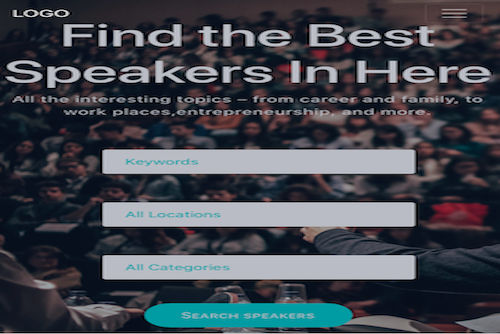 LOGO
Find the Best
Speakers In Here
All the interesting topics – from career and family, to
work places,entrepreneurship, and more.
Keywords
All Locations
All Categories
Search speakers